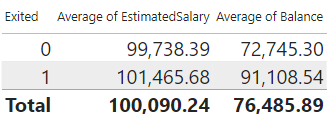 Exited Average of EstimatedSalary Average of Balance
0 99,738.39 72,745.30
1 101,465.68 91,108.54
Total 100,090.24 76,485.89